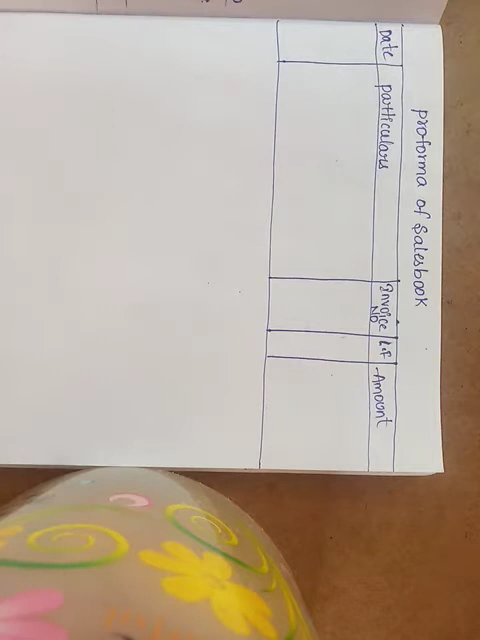 proforma of Salesbook
Date particulars Invoice No L.F Amount